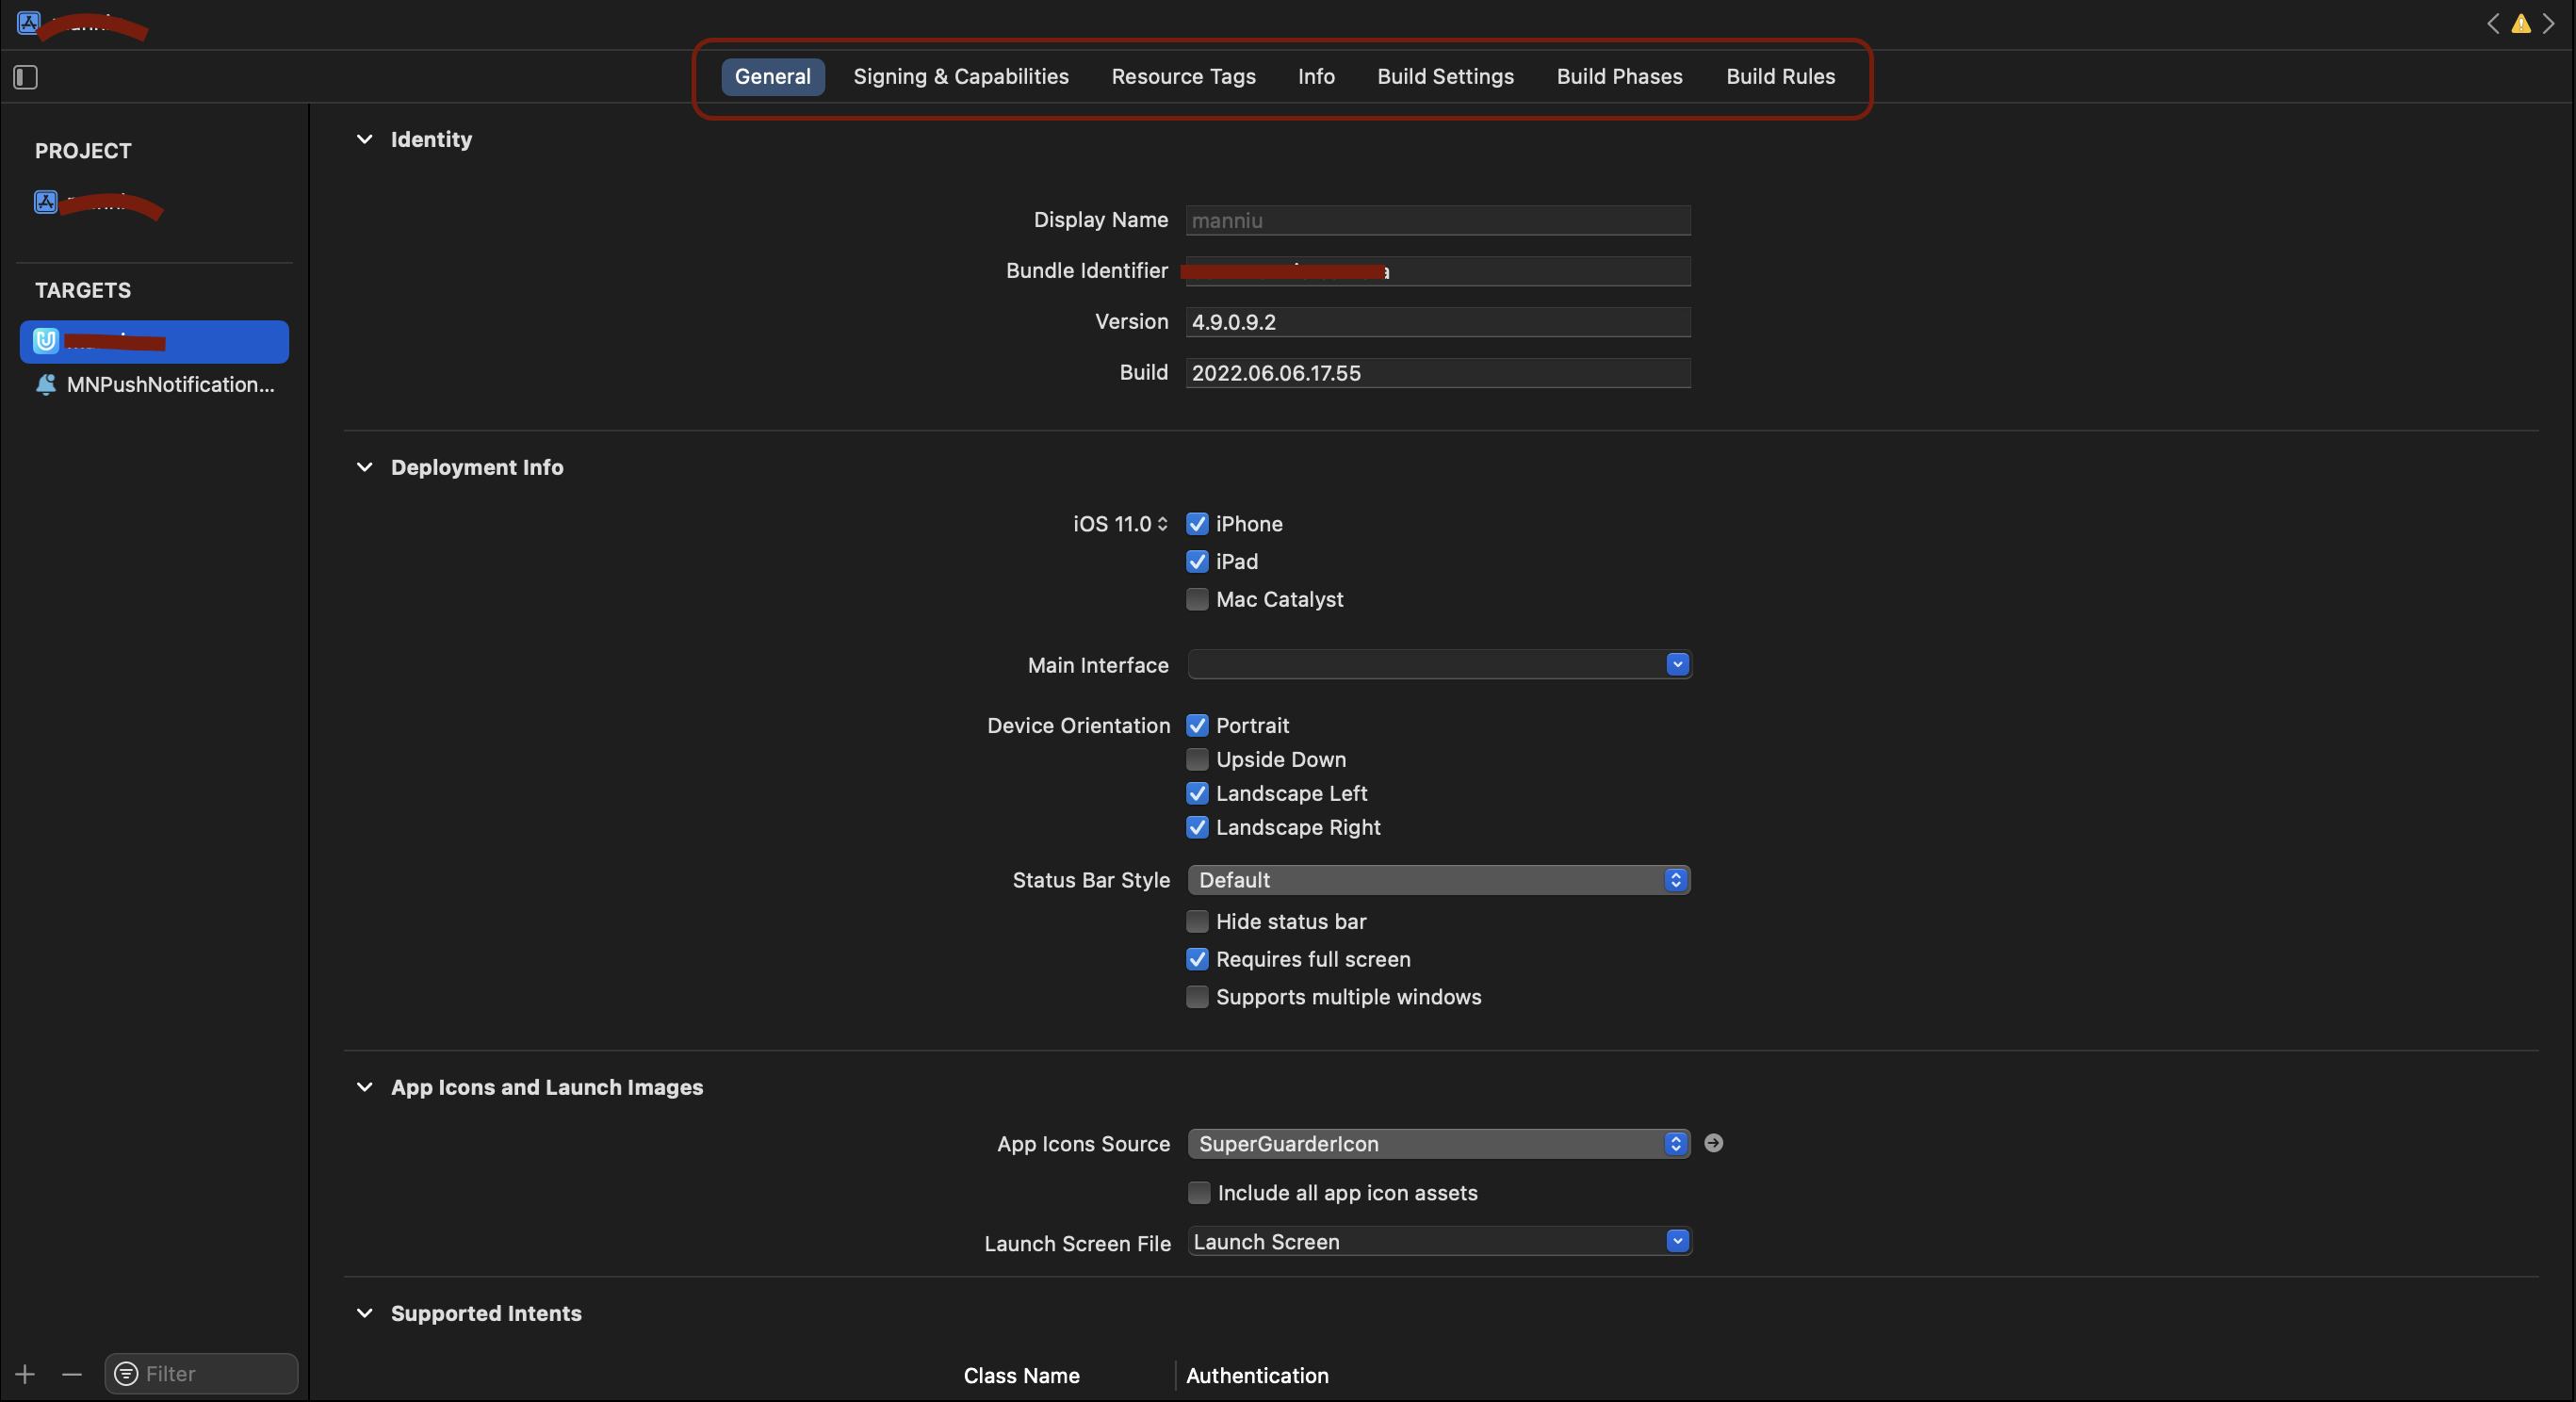 General Signing & Capabilities Resource Tags Info Build Settings Build Phases Build Rules
PROJECT
TARGETS
MNPushNotification...
Filter
Identity
Display Name manniu
Bundle Identifier
Version 4.9.0.9.2
Build 2022.06.06.17.55
Deployment Info
iOS 11.0 iPhone
iPad
Mac Catalyst
Main Interface
Device Orientation Portrait
Upside Down
Landscape Left
Landscape Right
Status Bar Style Default
Hide status bar
Requires full screen
Supports multiple windows
App Icons and Launch Images
App Icons Source SuperGuarderIcon
Include all app icon assets
Launch Screen File Launch Screen
Supported Intents
Class Name Authentication